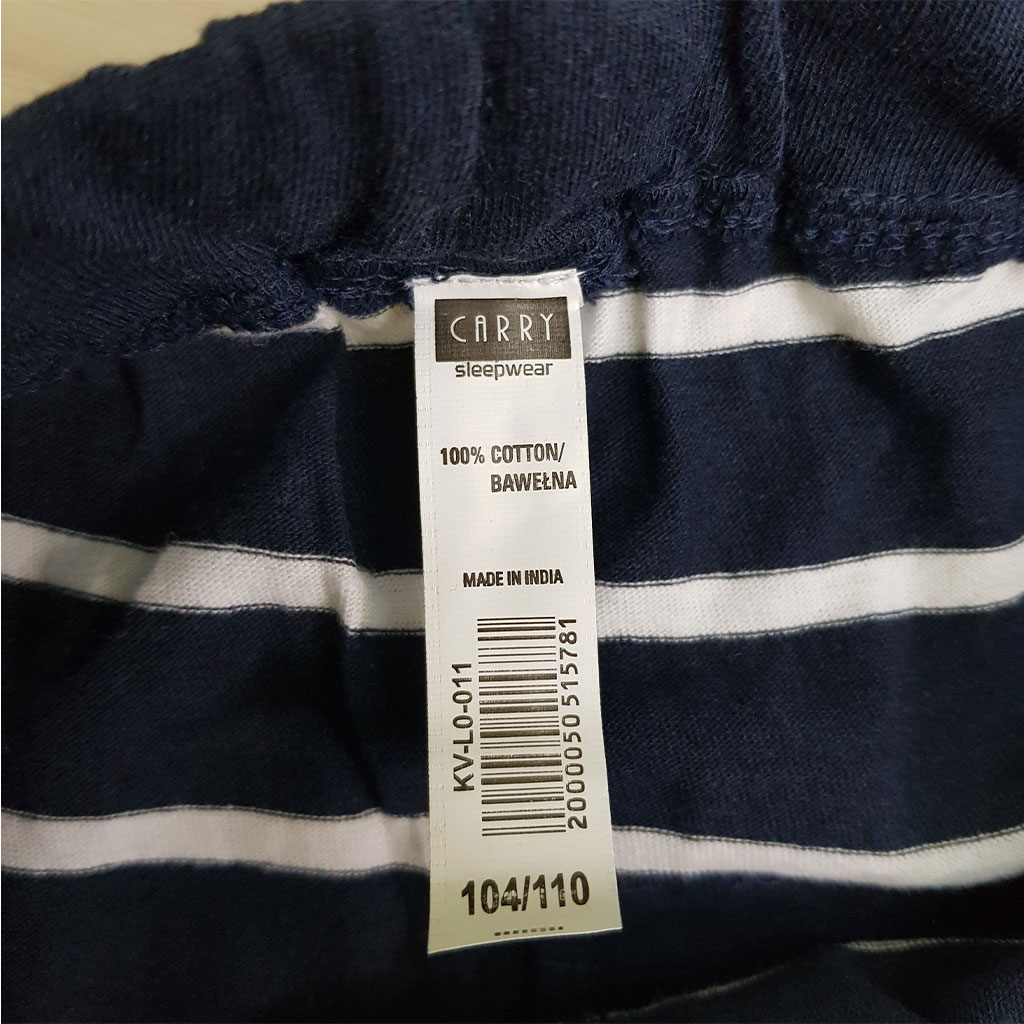 CARRY
sleepwear
100% COTTON/
BAWEŁNA
MADE IN INDIA
KV-L0-011
2000050515781
104/110